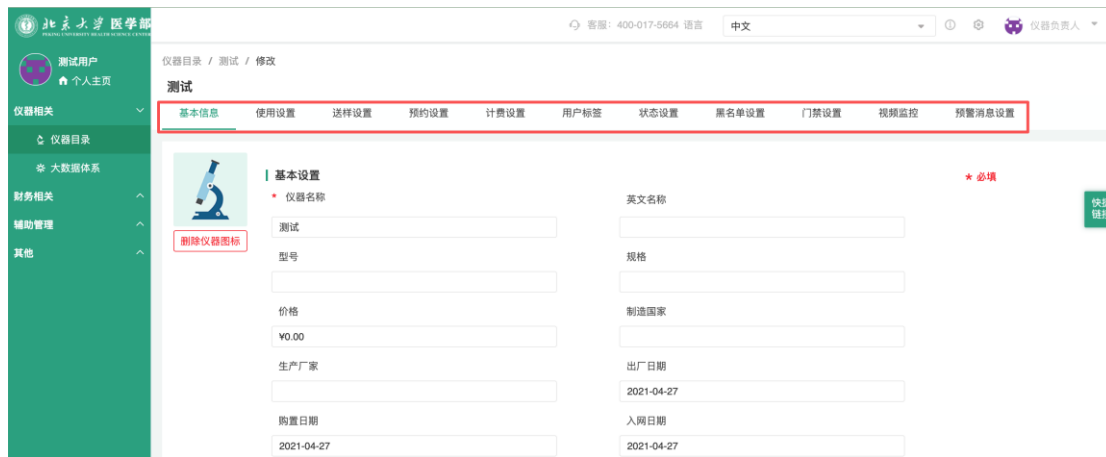 北京大学 医学部
PEKING UNIVERSITY HEALTH SCIENCE CENTER
客服：400-017-5664 语言 中文 仪器负责人
测试用户
个人主页
仪器相关
仪器目录
大数据体系
财务相关
辅助管理
其他
仪器目录 / 测试 / 修改
测试
基本信息 使用设置 送样设置 预约设置 计费设置 用户标签 状态设置 黑名单设置 门禁设置 视频监控 预警消息设置
删除仪器图标
基本设置 * 必填
* 仪器名称 英文名称
测试
型号 规格
价格 制造国家
¥0.00
生产厂家 出厂日期
2021-04-27
购置日期 入网日期
2021-04-27 2021-04-27
快捷
链接